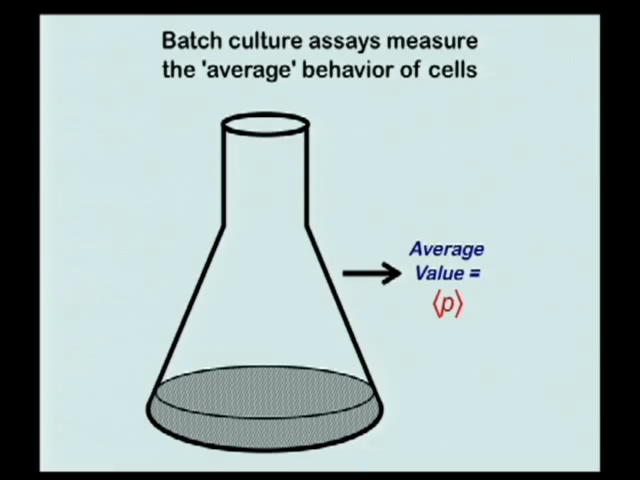 Batch culture assays measure
the 'average' behavior of cells
Average
Value =
⟨p⟩